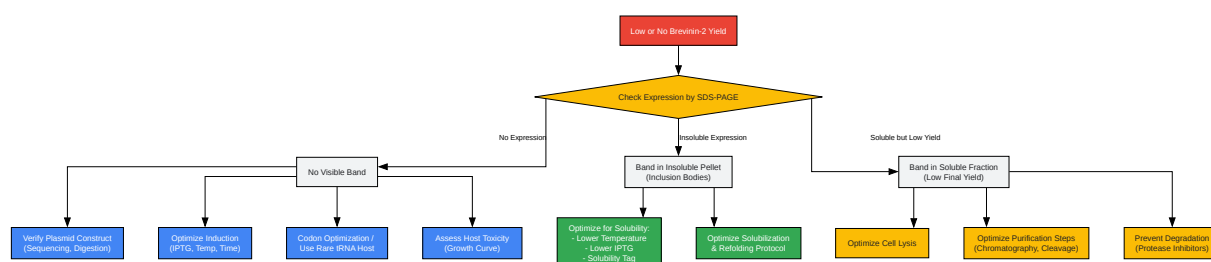 Low or No Brevinin-2 Yield
Check Expression by SDS-PAGE
No Expression
Insoluble Expression
Soluble but Low Yield
No Visible Band
Band in Insoluble Pellet
(Inclusion Bodies)
Band in Soluble Fraction
(Low Final Yield)
Verify Plasmid Construct
(Sequencing, Digestion)
Optimize Induction
(IPTG, Temp, Time)
Codon Optimization /
Use Rare tRNA Host
Assess Host Toxicity
(Growth Curve)
Optimize for Solubility:
- Lower Temperature
- Lower IPTG
- Solubility Tag
Optimize Solubilization
& Refolding Protocol
Optimize Cell Lysis
Optimize Purification Steps
(Chromatography, Cleavage)
Prevent Degradation
(Protease Inhibitors)